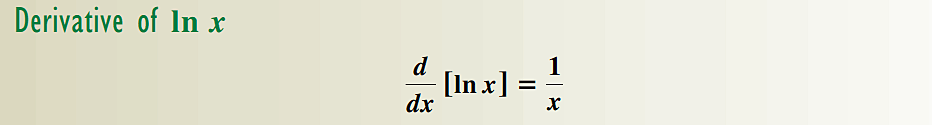 Derivative of ln x
d/dx [ln x] = 1/x